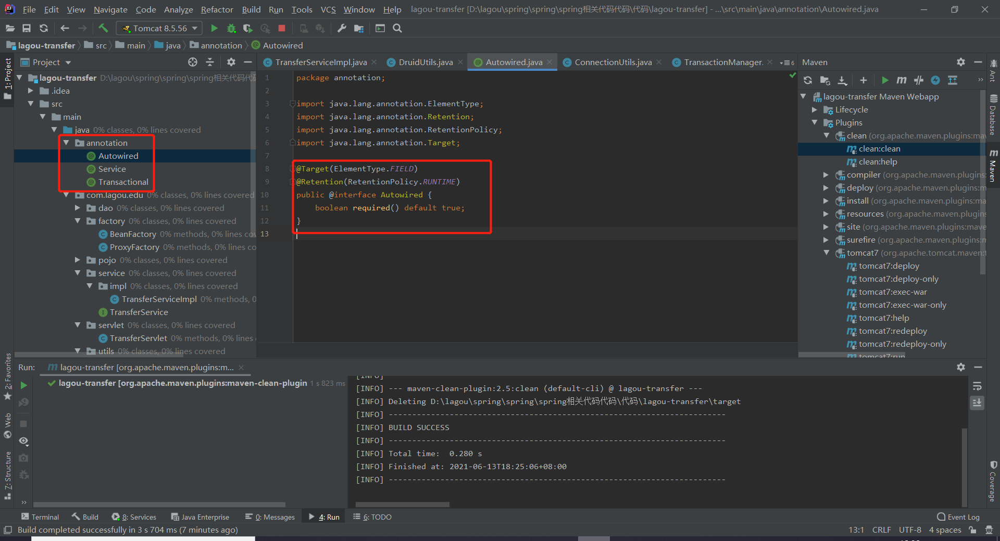 File Edit View Navigate Code Analyze Refactor Build Run Tools VCS Window Help lagou-transfer [D:\lagou\spring\spring\spring相关代码代码\代码\lagou-transfer] - ...\src\main\java\annotation\Autowired.java
Tomcat 8.5.56
lagou-transfer src main java annotation Autowired
Project
TransferServiceImpl.java DruidUtils.java Autowired.java ConnectionUtils.java TransactionManager. 6
Maven
1: Project
lagou-transfer D:\lagou\spring\spring\spring相关代码代码
.idea
src
main
java 0% classes, 0% lines covered
annotation
Autowired
Service
Transactional
com.lagou.edu 0% classes, 0% lines covered
dao 0% classes, 0% lines covered
factory 0% classes, 0% lines covered
BeanFactory 0% methods, 0% lines cov
ProxyFactory 0% methods, 0% lines co
pojo 0% classes, 0% lines covered
service 0% classes, 0% lines covered
impl 0% classes, 0% lines covered
TransferServiceImpl 0% methods, 0
TransferService
servlet 0% classes, 0% lines covered
TransferServlet 0% methods, 0% lines
utils 0% classes, 0% lines covered
1 package annotation;
2
3 import java.lang.annotation.ElementType;
4 import java.lang.annotation.Retention;
5 import java.lang.annotation.RetentionPolicy;
6 import java.lang.annotation.Target;
7
8 @Target(ElementType.FIELD)
9 @Retention(RetentionPolicy.RUNTIME)
10 public @interface Autowired {
11 boolean required() default true;
12 }
13
lagou-transfer Maven Webapp
Lifecycle
Plugins
clean (org.apache.maven.plugins:mav
clean:clean
clean:help
compiler (org.apache.maven.plugins:m
deploy (org.apache.maven.plugins:m
install (org.apache.maven.plugins:ma
resources (org.apache.maven.plugins
site (org.apache.maven.plugins:mave
surefire (org.apache.maven.plugins:m
tomcat7 (org.apache.tomcat.maven:t
tomcat7:deploy
tomcat7:deploy-only
tomcat7:exec-war
tomcat7:exec-war-only
tomcat7:help
tomcat7:redeploy
tomcat7:redeploy-only
tomcat7:run
Ant
Database
Maven
Coverage
2: Favorites
Web
7: Structure
Run: lagou-transfer [org.apache.maven.plugins:m...
lagou-transfer [org.apache.maven.plugins:maven-clean-plugin 1 s 823 ms
[INFO]
[INFO] --- maven-clean-plugin:2.5:clean (default-cli) @ lagou-transfer ---
[INFO] Deleting D:\lagou\spring\spring\spring相关代码代码\代码\lagou-transfer\target
[INFO] ------------------------------------------------------------------------
[INFO] BUILD SUCCESS
[INFO] ------------------------------------------------------------------------
[INFO] Total time:  0.280 s
[INFO] Finished at: 2021-06-13T18:25:06+08:00
[INFO] ------------------------------------------------------------------------
Terminal Build 8: Services Java Enterprise 0: Messages 4: Run 6: TODO Event Log
Build completed successfully in 3 s 704 ms (7 minutes ago) 13:1 CRLF UTF-8 4 spaces